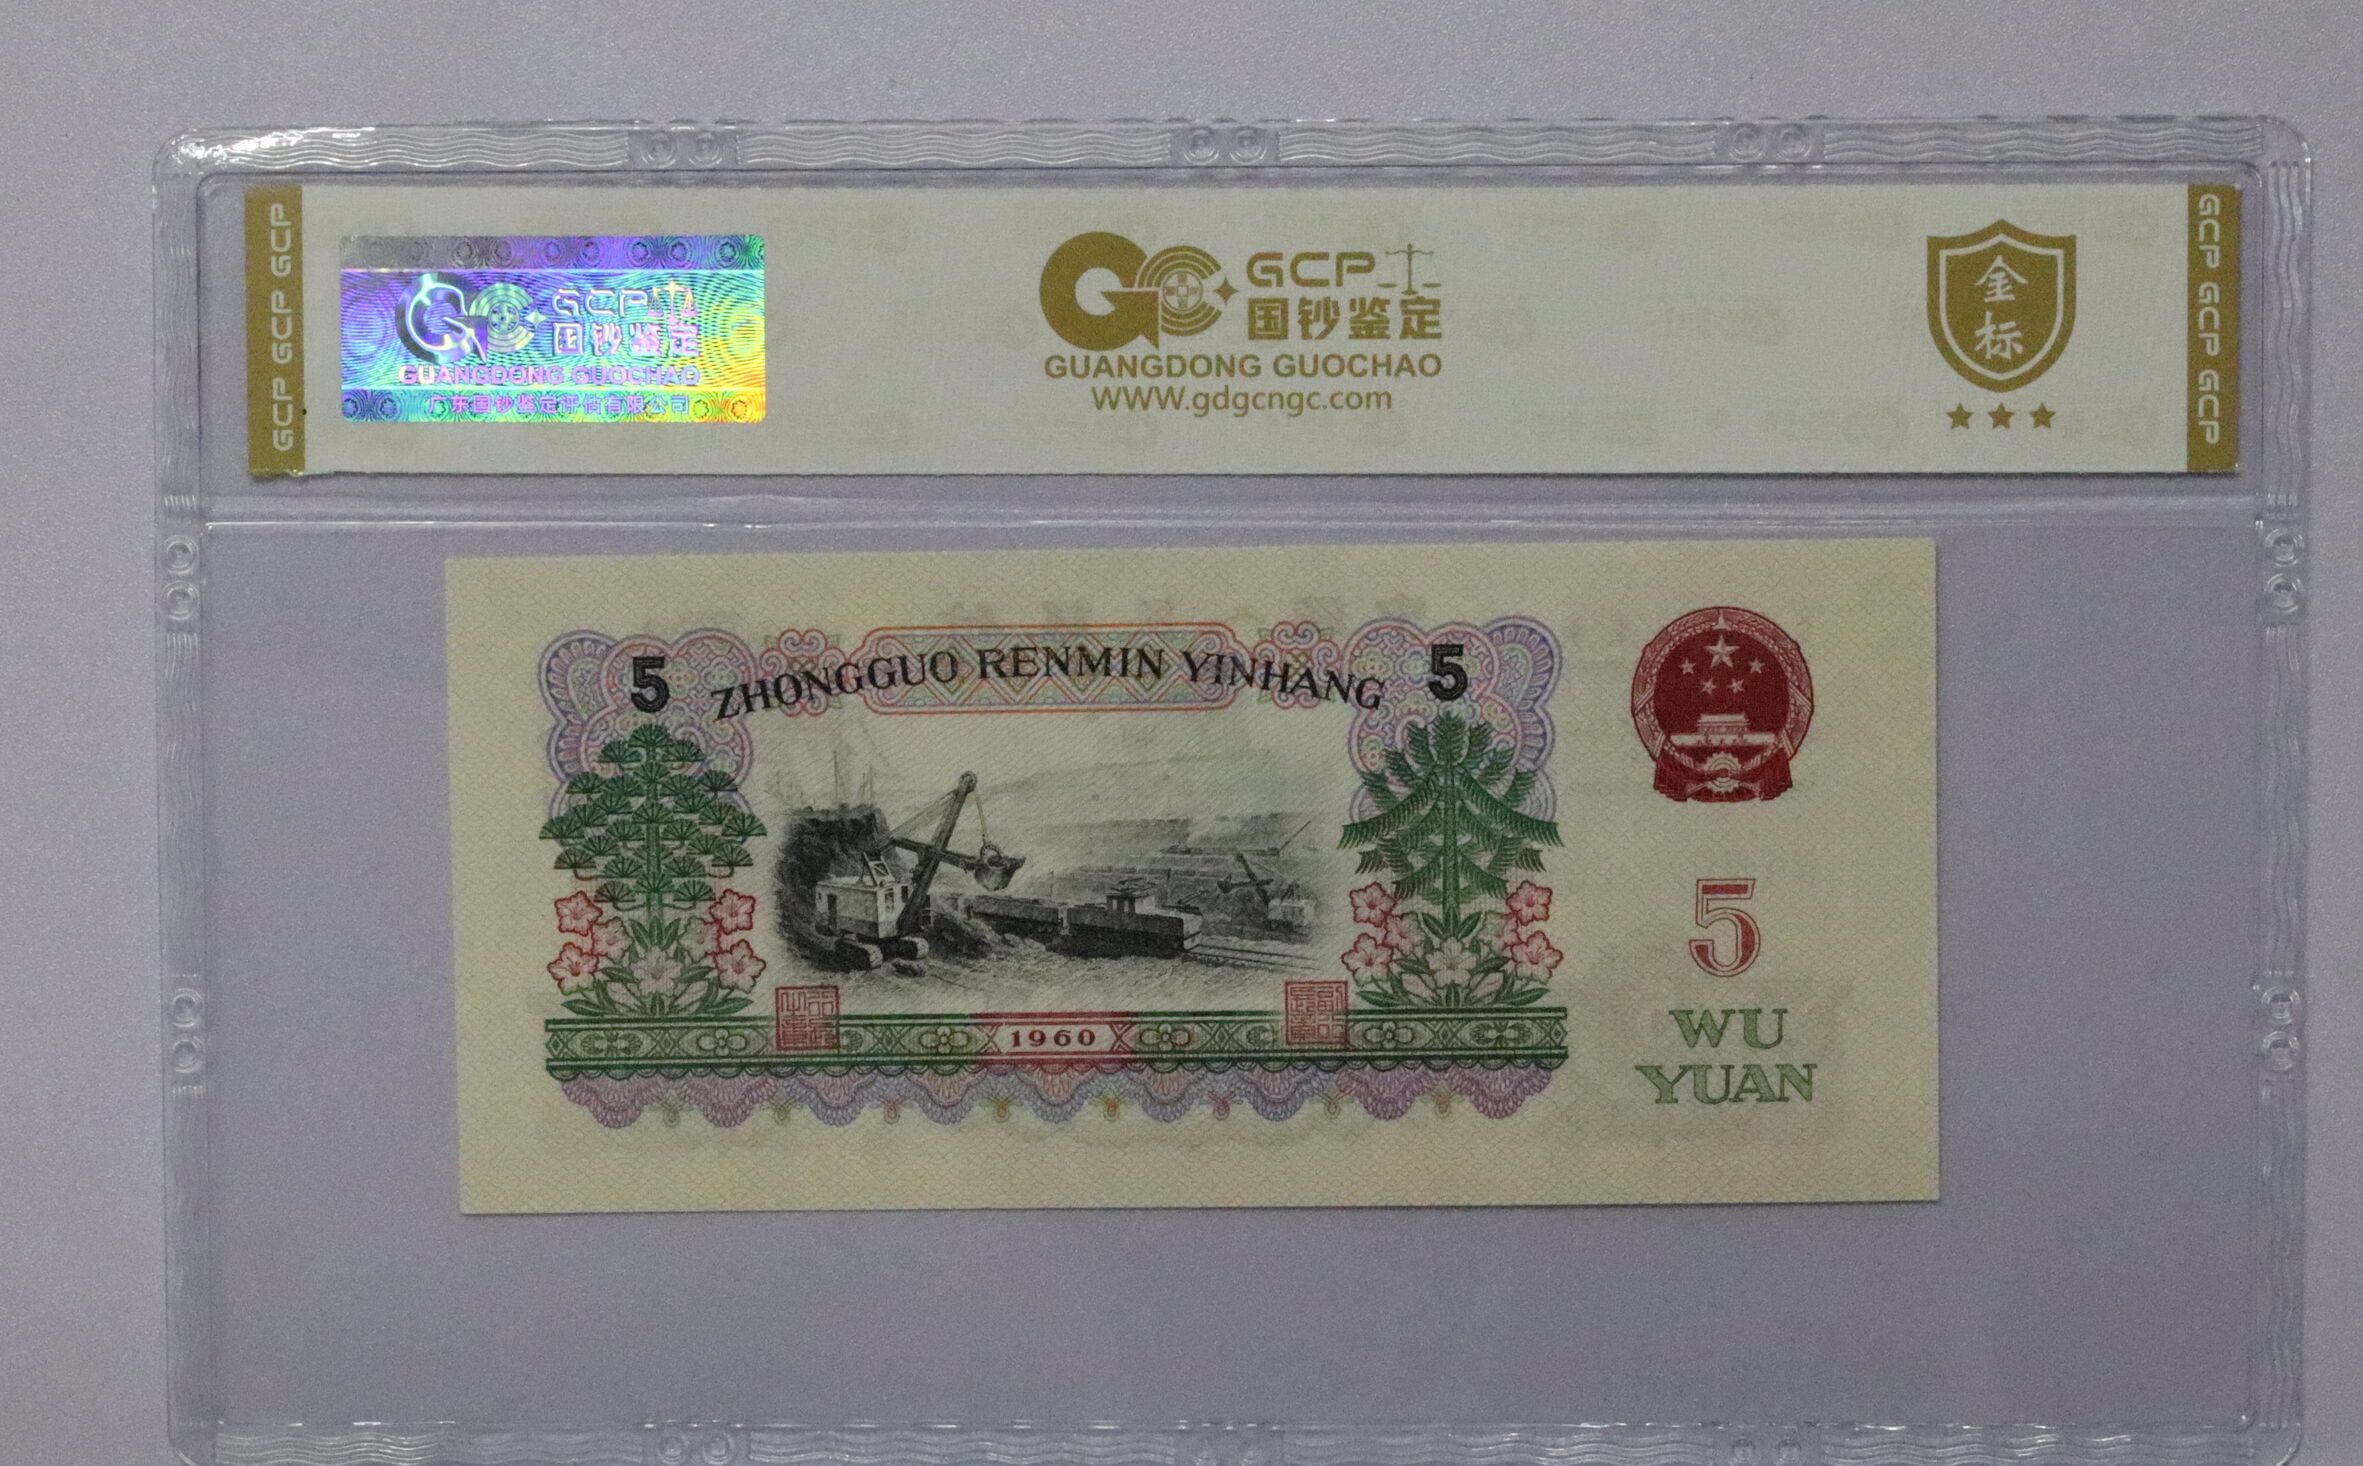 GCP GCP GCP
GCP
国钞鉴定
GUANGDONG GUOCHAO
广东国钞鉴定评估有限公司
GCP
国钞鉴定
GUANGDONG GUOCHAO
WWW.gdgcngc.com
金
标
GCP GCP GCP
5 ZHONGGUO RENMIN YINHANG 5
5
1960
WU
YUAN